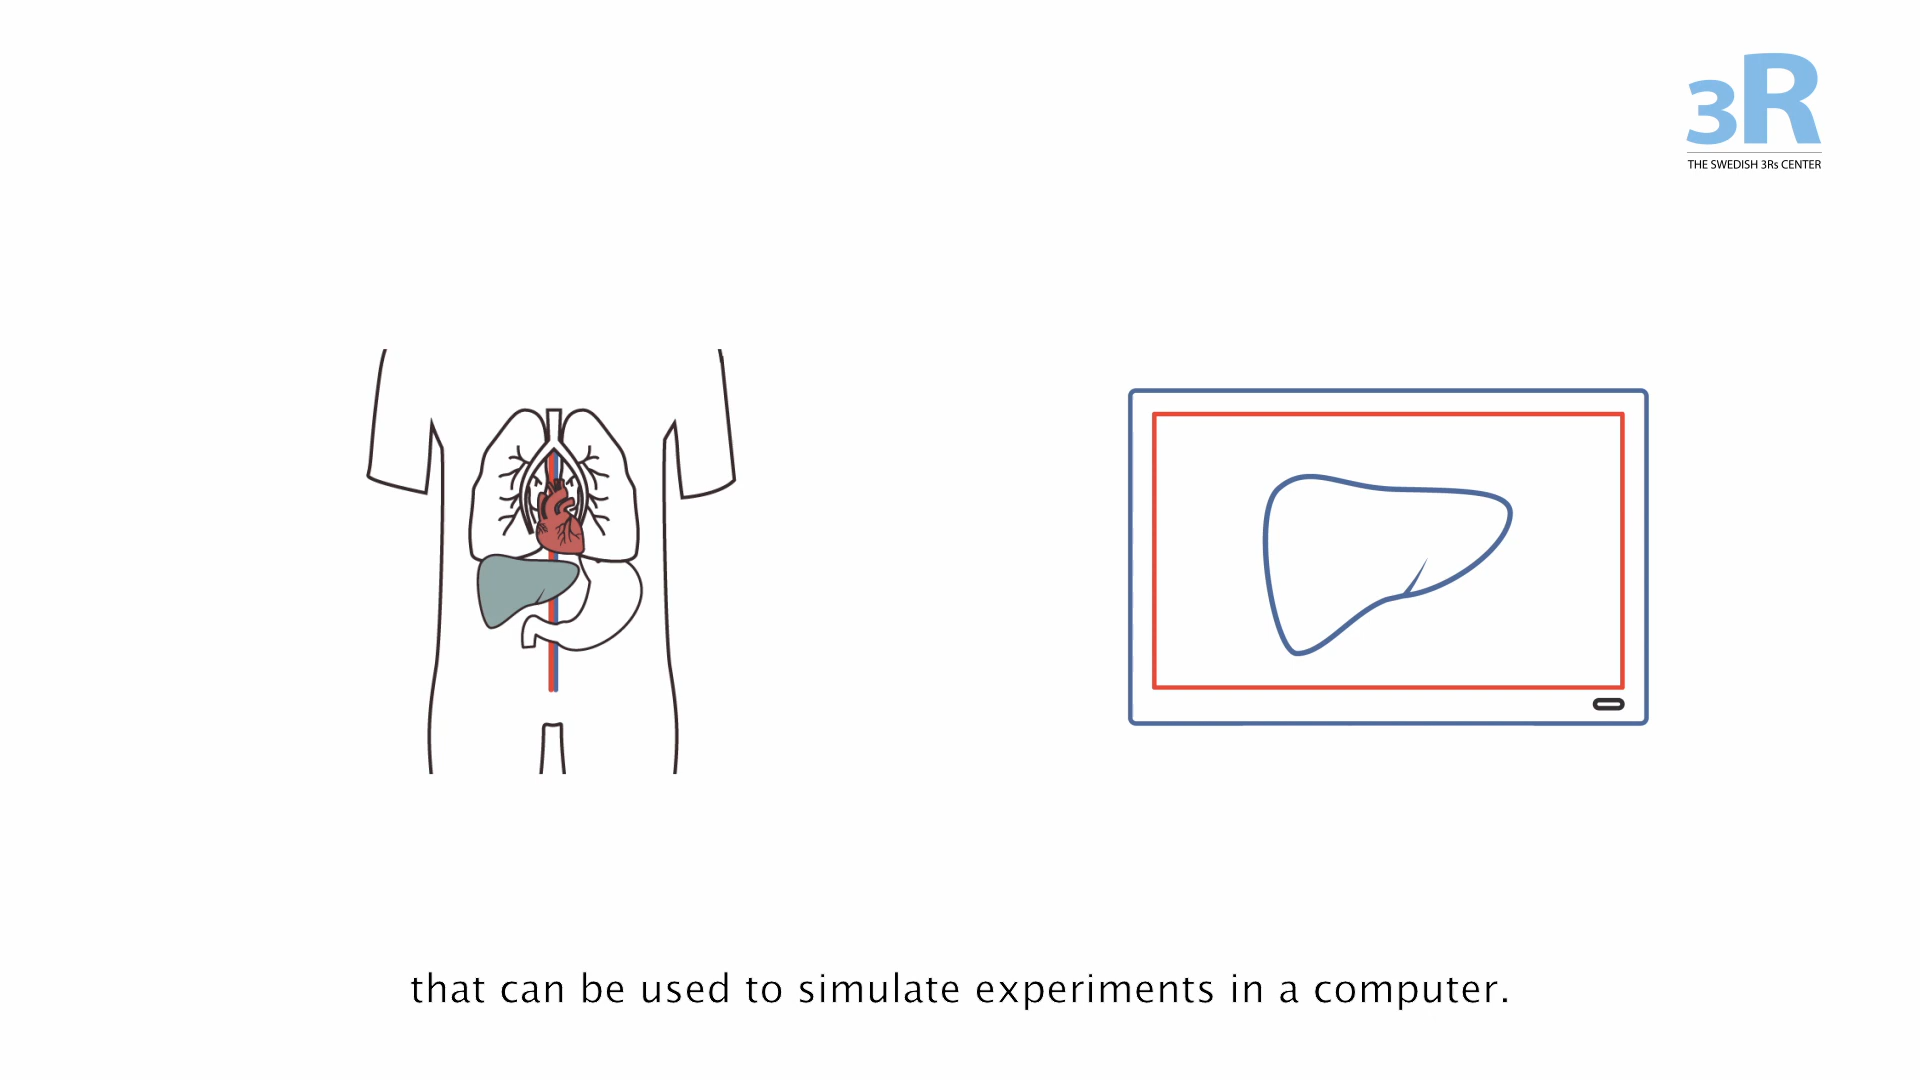 3R
THE SWEDISH 3Rs CENTER
that can be used to simulate experiments in a computer.